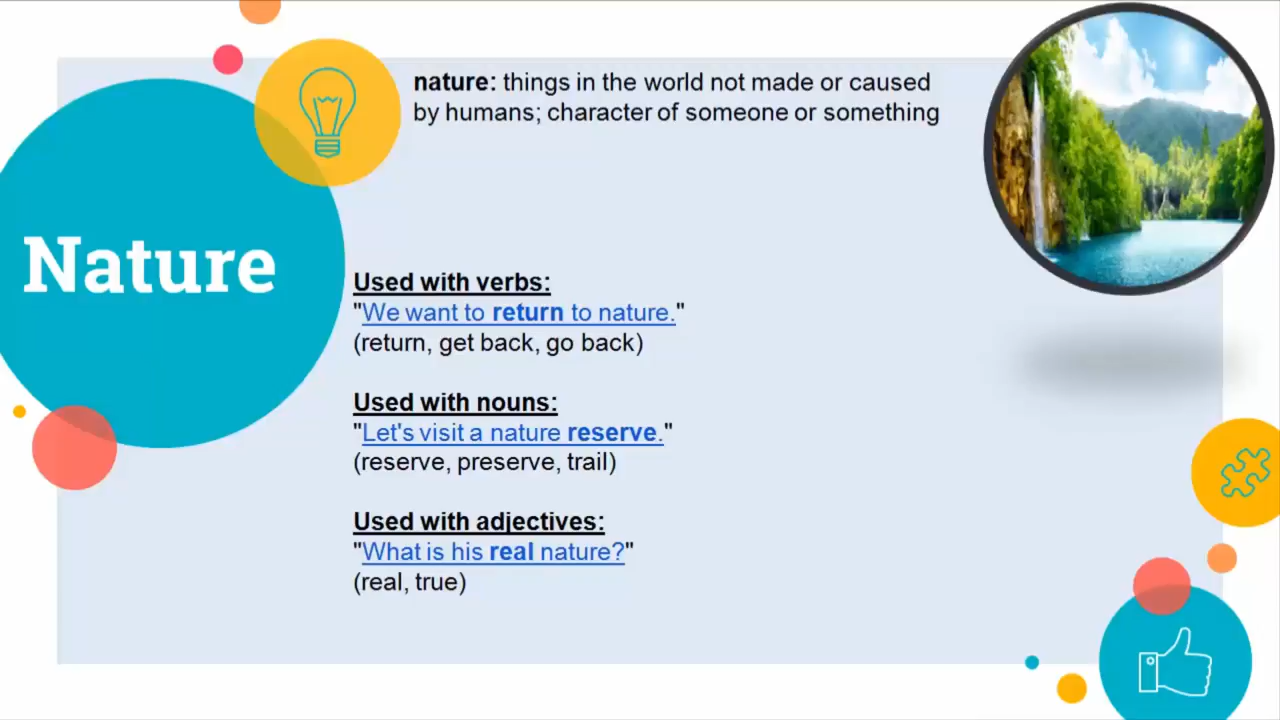 Nature
nature: things in the world not made or caused
by humans; character of someone or something
Used with verbs:
"We want to return to nature."
(return, get back, go back)
Used with nouns:
"Let's visit a nature reserve."
(reserve, preserve, trail)
Used with adjectives:
"What is his real nature?"
(real, true)